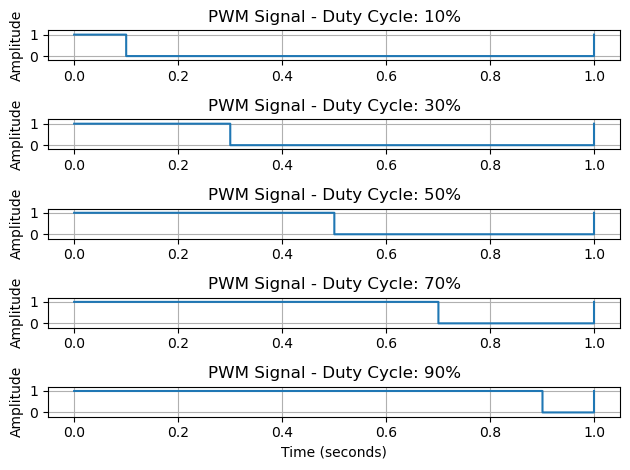 PWM Signal - Duty Cycle: 10%
Amplitude
1
0
0.0 0.2 0.4 0.6 0.8 1.0
PWM Signal - Duty Cycle: 30%
Amplitude
1
0
0.0 0.2 0.4 0.6 0.8 1.0
PWM Signal - Duty Cycle: 50%
Amplitude
1
0
0.0 0.2 0.4 0.6 0.8 1.0
PWM Signal - Duty Cycle: 70%
Amplitude
1
0
0.0 0.2 0.4 0.6 0.8 1.0
PWM Signal - Duty Cycle: 90%
Amplitude
1
0
0.0 0.2 0.4 0.6 0.8 1.0
Time (seconds)